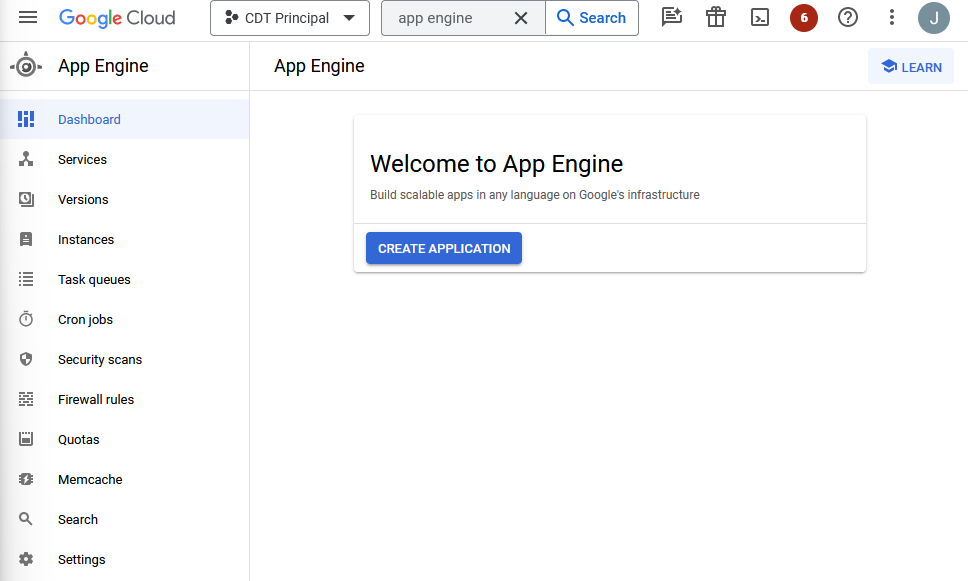 Google Cloud
CDT Principal
app engine
Search
6
J
App Engine
App Engine
LEARN
Dashboard
Services
Versions
Instances
Task queues
Cron jobs
Security scans
Firewall rules
Quotas
Memcache
Search
Settings
Welcome to App Engine
Build scalable apps in any language on Google's infrastructure
CREATE APPLICATION